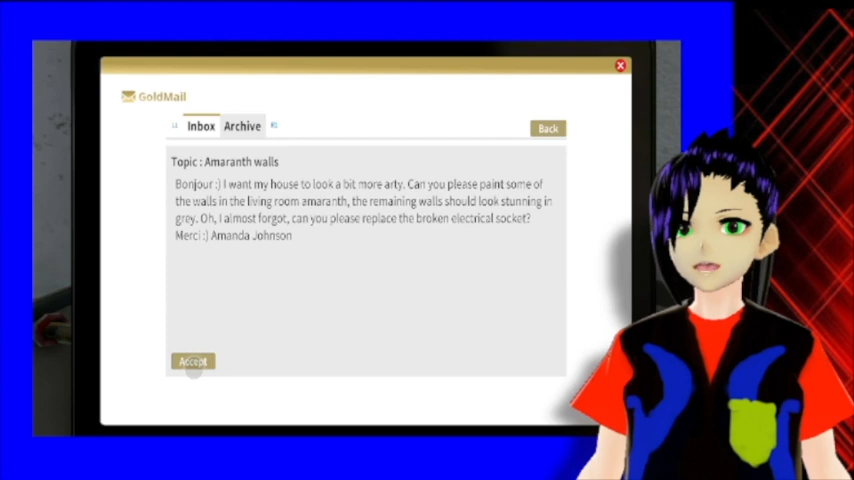 GoldMail
L1 Inbox Archive R1
Back
Topic : Amaranth walls
Bonjour :) I want my house to look a bit more arty. Can you please paint some of
the walls in the living room amaranth, the remaining walls should look stunning in
grey. Oh, I almost forgot, can you please replace the broken electrical socket?
Merci :) Amanda Johnson
Accept